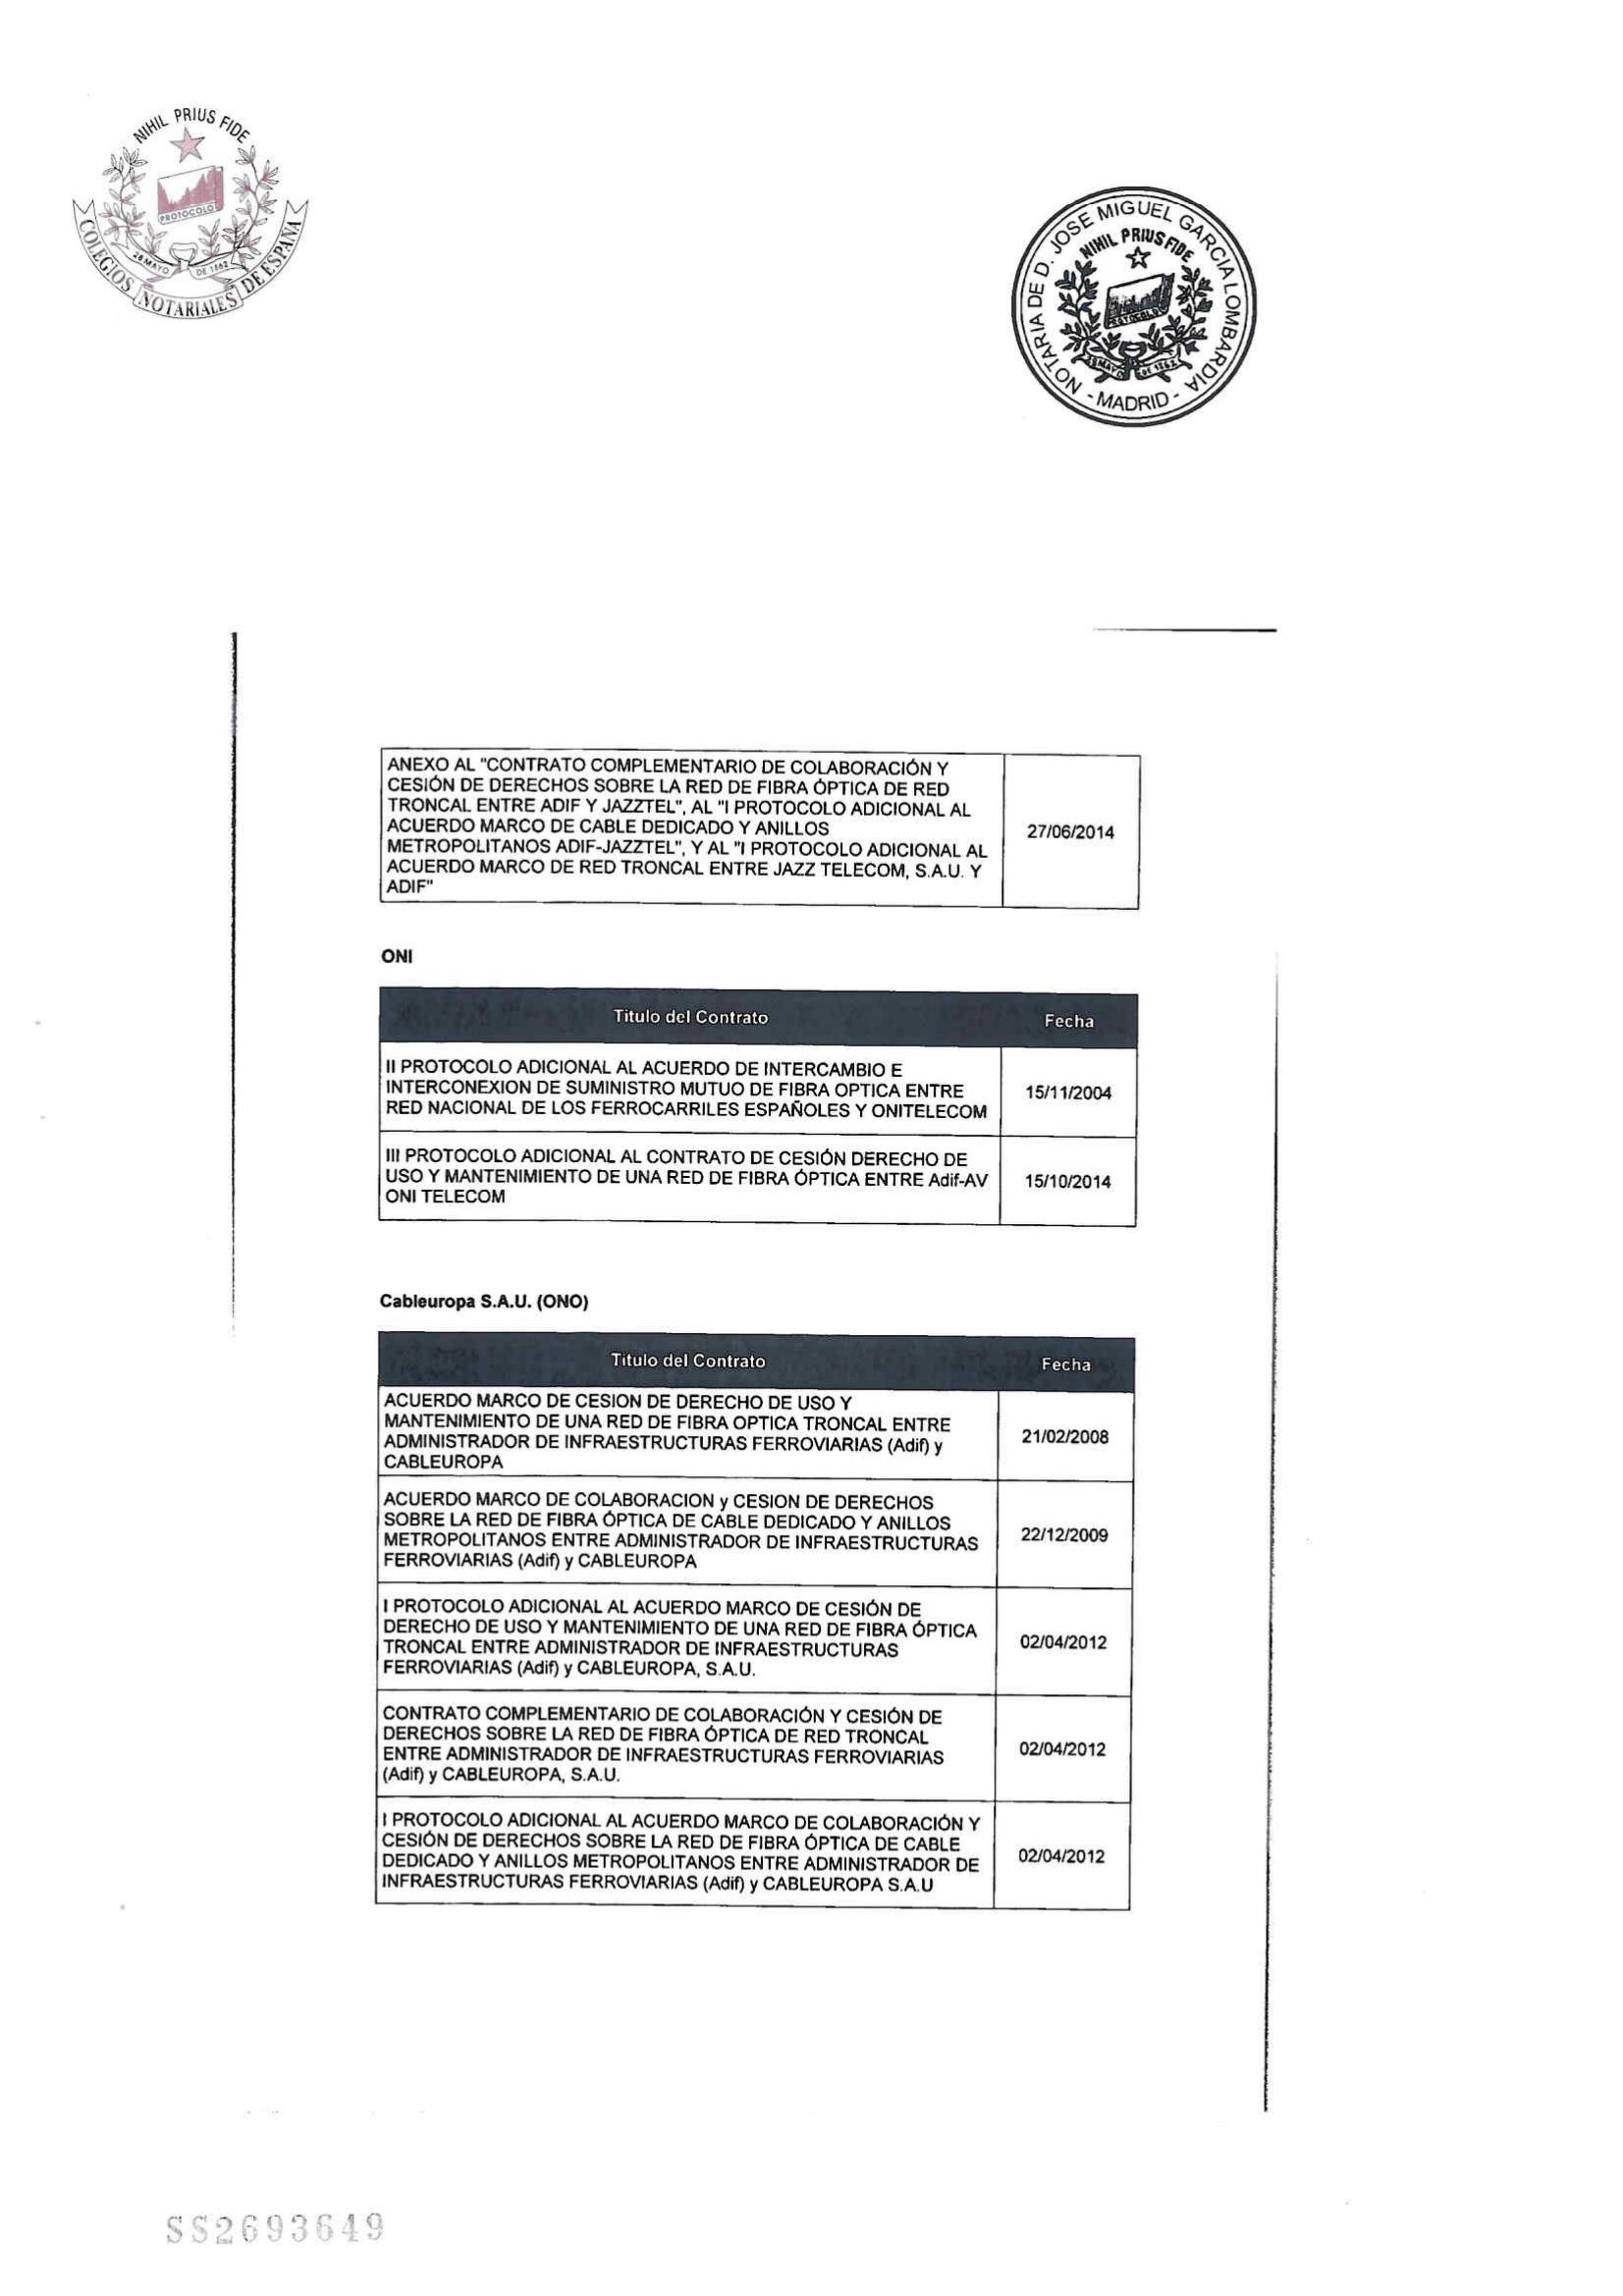 NIHIL PRIUS FIDE
PROTOCOLO
28 MAYO DE 1862
COLEGIOS NOTARIALES DE ESPAÑA
NOTARIA DE D. JOSE MIGUEL GARCIA LOMBARDIA
NIHIL PRIUS FIDE
PROTOCOLO
28 MAYO DE 1862
- MADRID -
ANEXO AL "CONTRATO COMPLEMENTARIO DE COLABORACIÓN Y
CESIÓN DE DERECHOS SOBRE LA RED DE FIBRA ÓPTICA DE RED
TRONCAL ENTRE ADIF Y JAZZTEL", AL "I PROTOCOLO ADICIONAL AL
ACUERDO MARCO DE CABLE DEDICADO Y ANILLOS
METROPOLITANOS ADIF-JAZZTEL", Y AL "I PROTOCOLO ADICIONAL AL
ACUERDO MARCO DE RED TRONCAL ENTRE JAZZ TELECOM, S.A.U. Y
ADIF"
27/06/2014
ONI
Titulo del Contrato Fecha
II PROTOCOLO ADICIONAL AL ACUERDO DE INTERCAMBIO E
INTERCONEXION DE SUMINISTRO MUTUO DE FIBRA OPTICA ENTRE
RED NACIONAL DE LOS FERROCARRILES ESPAÑOLES Y ONITELECOM
15/11/2004
III PROTOCOLO ADICIONAL AL CONTRATO DE CESIÓN DERECHO DE
USO Y MANTENIMIENTO DE UNA RED DE FIBRA ÓPTICA ENTRE Adif-AV
ONI TELECOM
15/10/2014
Cableuropa S.A.U. (ONO)
Titulo del Contrato Fecha
ACUERDO MARCO DE CESION DE DERECHO DE USO Y
MANTENIMIENTO DE UNA RED DE FIBRA OPTICA TRONCAL ENTRE
ADMINISTRADOR DE INFRAESTRUCTURAS FERROVIARIAS (Adif) y
CABLEUROPA
21/02/2008
ACUERDO MARCO DE COLABORACION y CESION DE DERECHOS
SOBRE LA RED DE FIBRA ÓPTICA DE CABLE DEDICADO Y ANILLOS
METROPOLITANOS ENTRE ADMINISTRADOR DE INFRAESTRUCTURAS
FERROVIARIAS (Adif) y CABLEUROPA
22/12/2009
I PROTOCOLO ADICIONAL AL ACUERDO MARCO DE CESIÓN DE
DERECHO DE USO Y MANTENIMIENTO DE UNA RED DE FIBRA ÓPTICA
TRONCAL ENTRE ADMINISTRADOR DE INFRAESTRUCTURAS
FERROVIARIAS (Adif) y CABLEUROPA, S.A.U.
02/04/2012
CONTRATO COMPLEMENTARIO DE COLABORACIÓN Y CESIÓN DE
DERECHOS SOBRE LA RED DE FIBRA ÓPTICA DE RED TRONCAL
ENTRE ADMINISTRADOR DE INFRAESTRUCTURAS FERROVIARIAS
(Adif) y CABLEUROPA, S.A.U.
02/04/2012
I PROTOCOLO ADICIONAL AL ACUERDO MARCO DE COLABORACIÓN Y
CESIÓN DE DERECHOS SOBRE LA RED DE FIBRA ÓPTICA DE CABLE
DEDICADO Y ANILLOS METROPOLITANOS ENTRE ADMINISTRADOR DE
INFRAESTRUCTURAS FERROVIARIAS (Adif) y CABLEUROPA S.A.U
02/04/2012
SS2693649